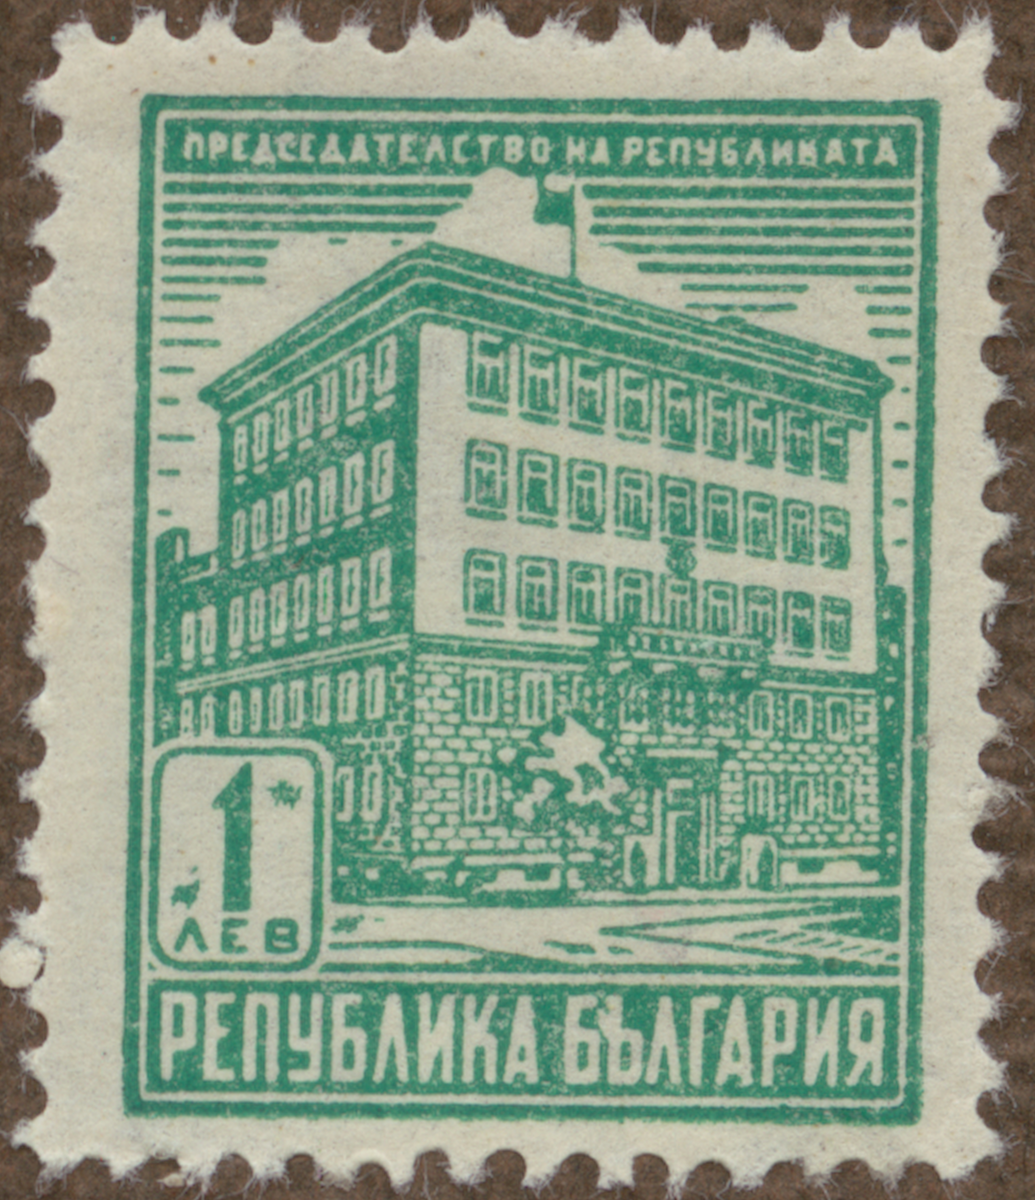 ПРЕДСЕДАТЕЛСТВО НА РЕПУБЛИКАТА
1
ЛЕВ
РЕПУБЛИКА БЪЛГАРИЯ